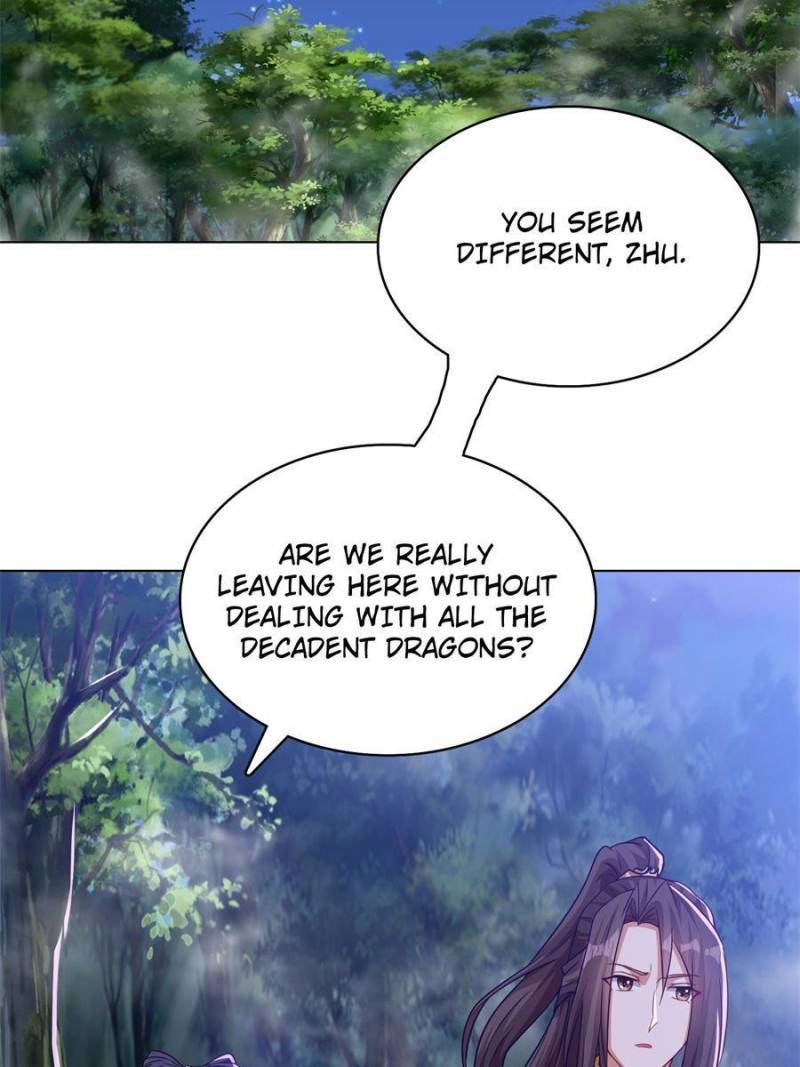 YOU SEEM
DIFFERENT, ZHU.
ARE WE REALLY
LEAVING HERE WITHOUT
DEALING WITH ALL THE
DECADENT DRAGONS?